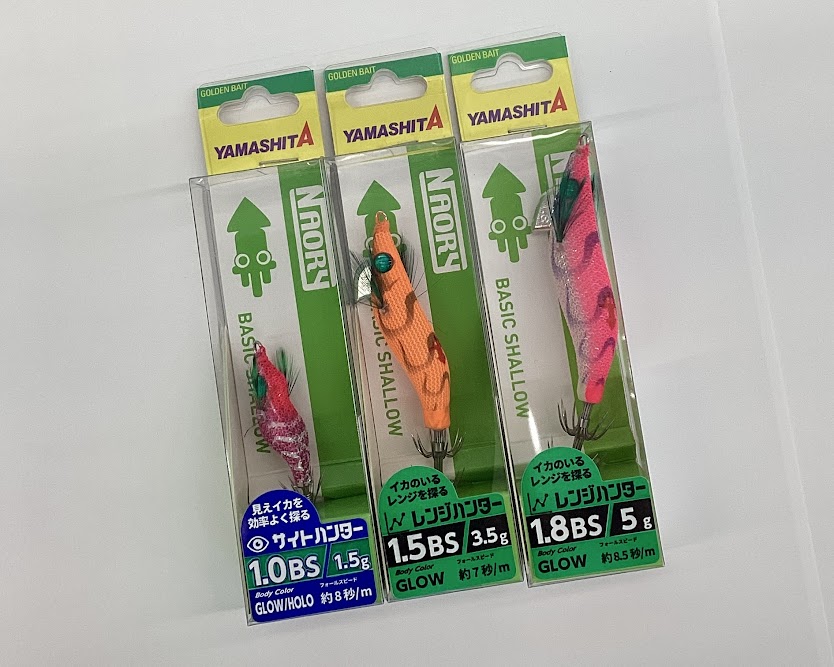 GOLDEN BAIT
YAMASHITA
NAORY
BASIC SHALLOW
見えイカを
効率よく探る
サイトハンター
1.0BS/1.5g
Body Color
フォールスピード
GLOW/HOLO 約8秒/m
GOLDEN BAIT
YAMASHITA
NAORY
BASIC SHALLOW
イカのいる
レンジを探る
レンジハンター
1.5BS/3.5g
Body Color
フォールスピード
GLOW 約7秒/m
GOLDEN BAIT
YAMASHITA
NAORY
BASIC SHALLOW
イカのいる
レンジを探る
レンジハンター
1.8BS/5g
Body Color
フォールスピード
GLOW 約8.5秒/m